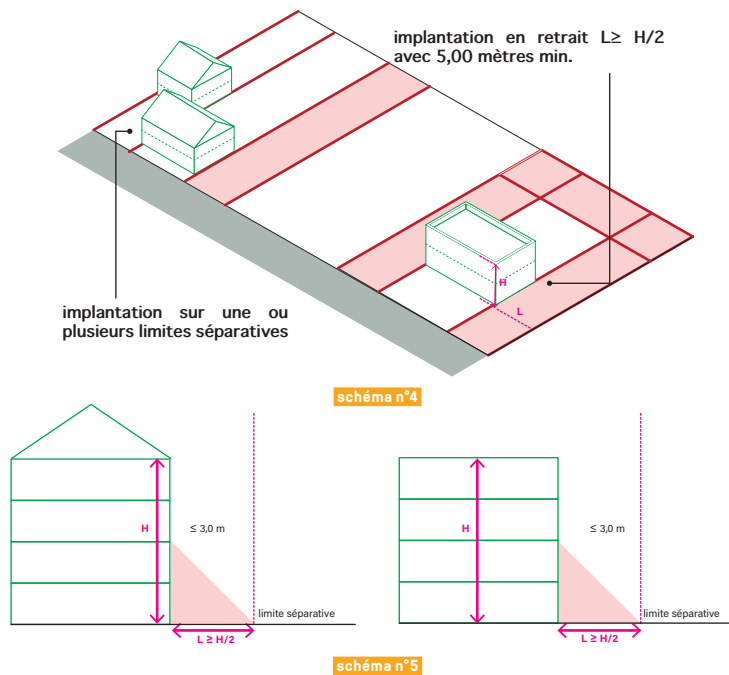 implantation en retrait L≥ H/2
avec 5,00 mètres min.
H
L
implantation sur une ou
plusieurs limites séparatives
schéma n°4
H
≤ 3,0 m
limite séparative
L ≥ H/2
H
≤ 3,0 m
limite séparative
L ≥ H/2
schéma n°5